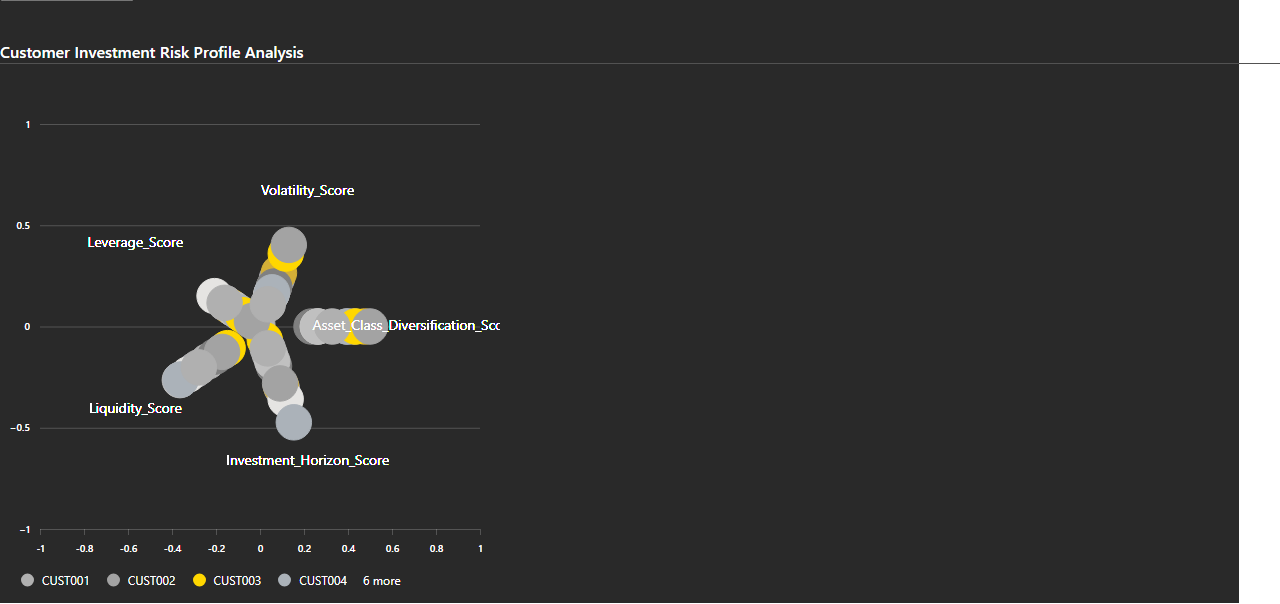 Customer Investment Risk Profile Analysis
1
Volatility_Score
0.5
Leverage_Score
0
Asset_Class_Diversification_Sco
Liquidity_Score
−0.5
Investment_Horizon_Score
−1
-1 -0.8 -0.6 -0.4 -0.2 0 0.2 0.4 0.6 0.8 1
CUST001 CUST002 CUST003 CUST004 6 more